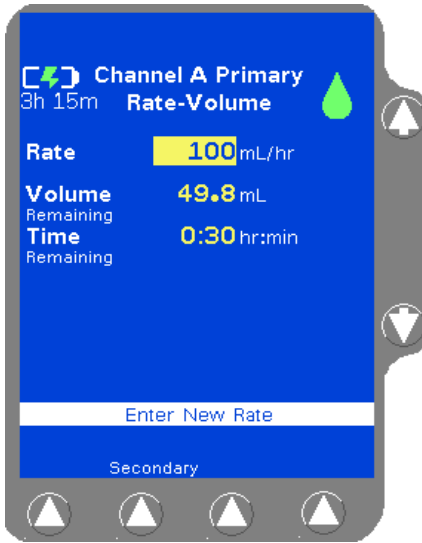 Channel A Primary
3h 15m Rate-Volume
Rate 100 mL/hr
Volume 49.8 mL
Remaining
Time 0:30 hr:min
Remaining
Enter New Rate
Secondary